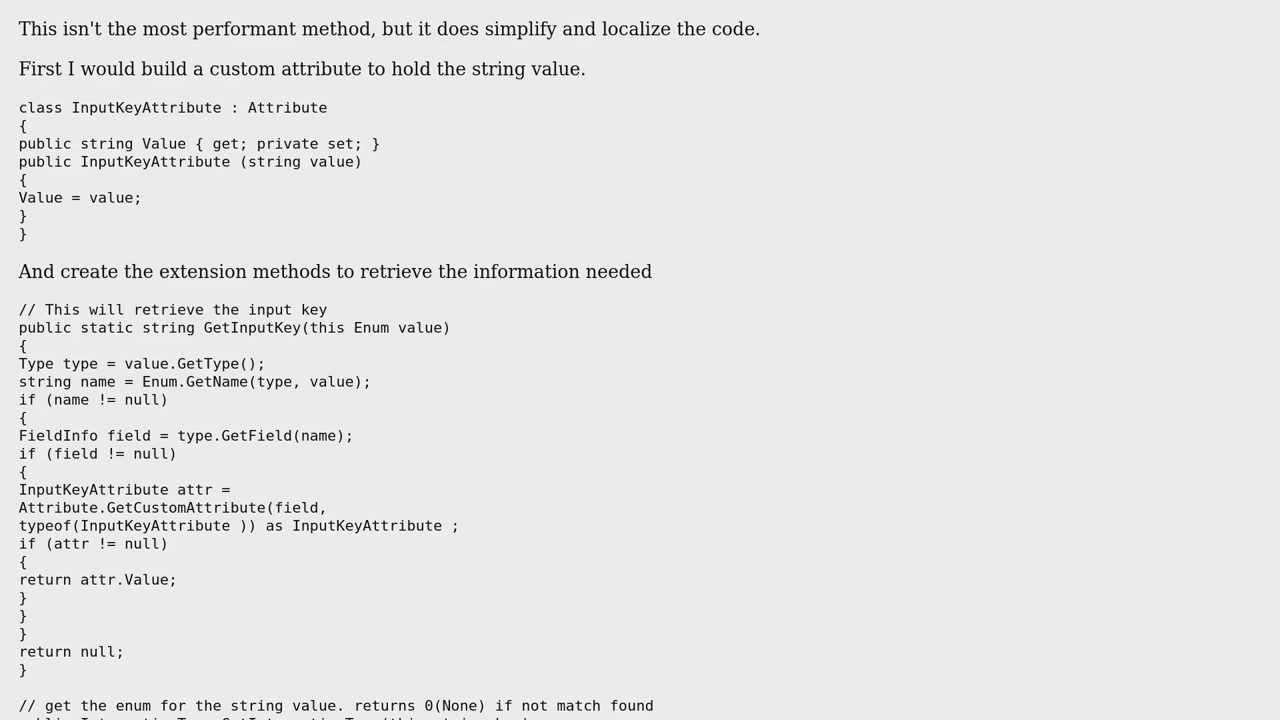 This isn't the most performant method, but it does simplify and localize the code.
First I would build a custom attribute to hold the string value.
class InputKeyAttribute : Attribute
{
public string Value { get; private set; }
public InputKeyAttribute (string value)
{
Value = value;
}
}
And create the extension methods to retrieve the information needed
// This will retrieve the input key
public static string GetInputKey(this Enum value)
{
Type type = value.GetType();
string name = Enum.GetName(type, value);
if (name != null)
{
FieldInfo field = type.GetField(name);
if (field != null)
{
InputKeyAttribute attr =
Attribute.GetCustomAttribute(field,
typeof(InputKeyAttribute )) as InputKeyAttribute ;
if (attr != null)
{
return attr.Value;
}
}
}
return null;
}
// get the enum for the string value. returns 0(None) if not match found